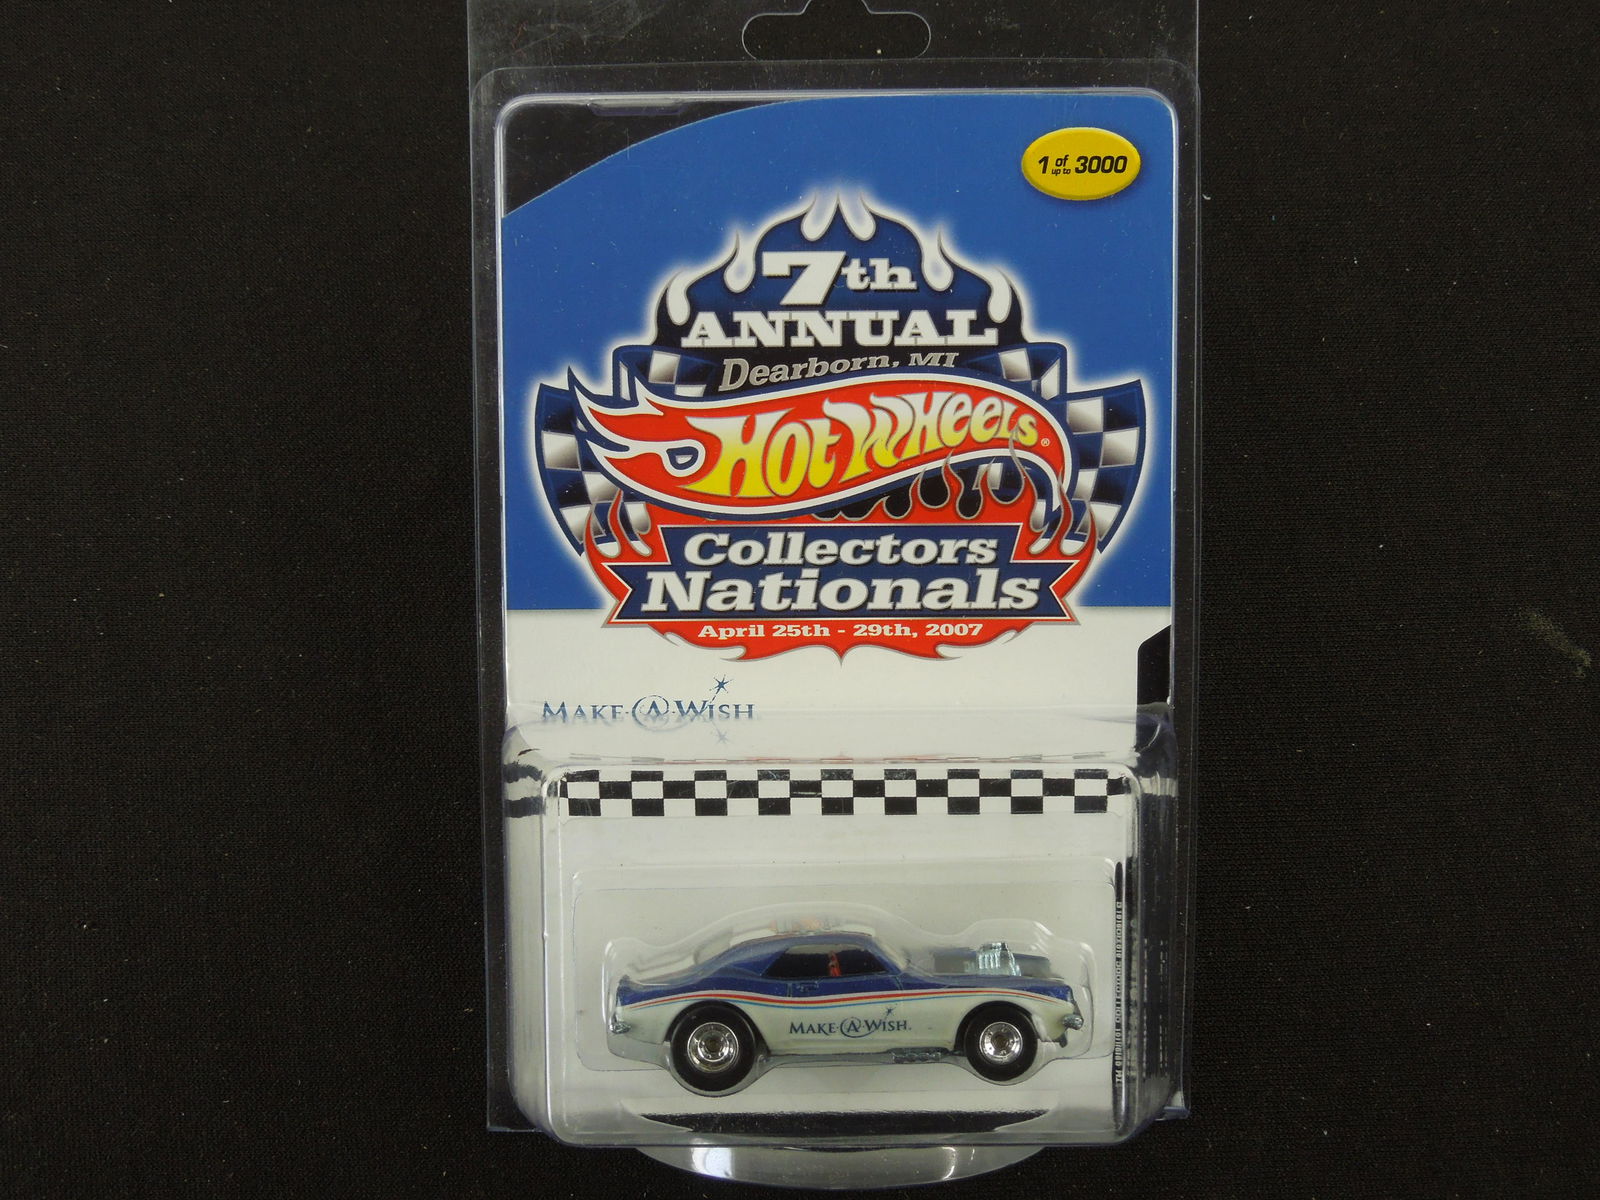 1 of up to 3000
7th
ANNUAL
Dearborn, MI
Hot Wheels®
Collectors
Nationals
April 25th - 29th, 2007
MAKE·A·WISH
MAKE·A·WISH.